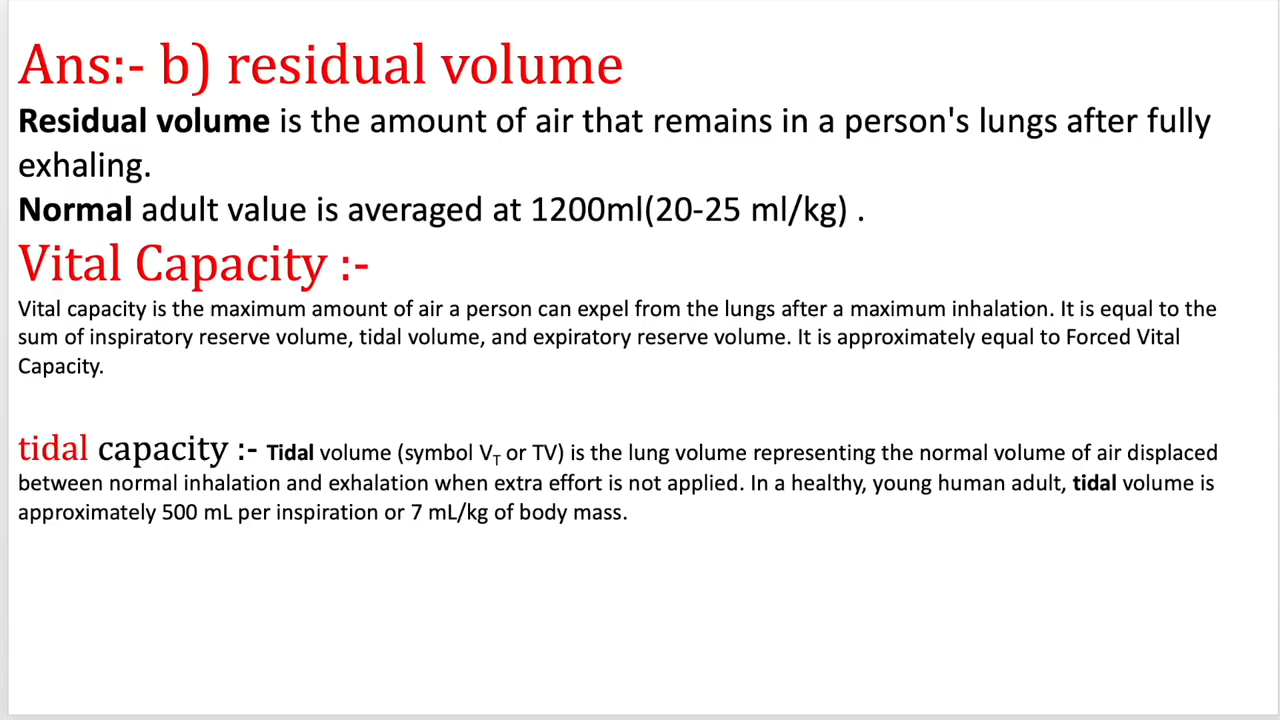 Ans:- b) residual volume
Residual volume is the amount of air that remains in a person's lungs after fully
exhaling.
Normal adult value is averaged at 1200ml(20-25 ml/kg) .
Vital Capacity :-
Vital capacity is the maximum amount of air a person can expel from the lungs after a maximum inhalation. It is equal to the
sum of inspiratory reserve volume, tidal volume, and expiratory reserve volume. It is approximately equal to Forced Vital
Capacity.
tidal capacity :- Tidal volume (symbol VT or TV) is the lung volume representing the normal volume of air displaced
between normal inhalation and exhalation when extra effort is not applied. In a healthy, young human adult, tidal volume is
approximately 500 mL per inspiration or 7 mL/kg of body mass.